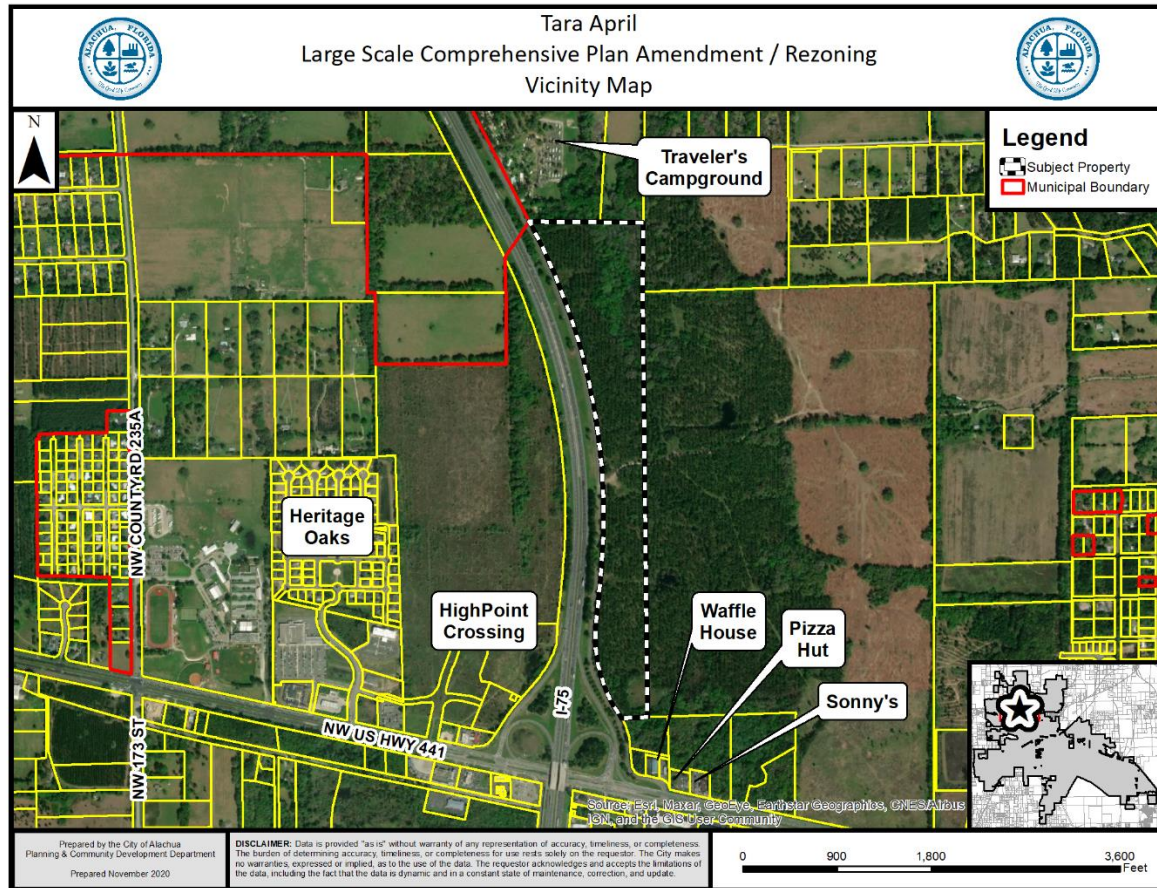 Tara April
Large Scale Comprehensive Plan Amendment / Rezoning
Vicinity Map
ALACHUA, FLORIDA
ALACHUA, FLORIDA
N
Legend
Subject Property
Municipal Boundary
Traveler's
Campground
NW COUNTY RD 235A
Heritage
Oaks
HighPoint
Crossing
Waffle
House
Pizza
Hut
Sonny's
I-75
NW US HWY 441
NW 173 ST
Source: Esri, Maxar, GeoEye, Earthstar Geographics, CNES/Airbus
IGN, and the GIS User Community
Prepared by the City of Alachua
Planning & Community Development Department
Prepared November 2020
DISCLAIMER: Data is provided "as is" without warranty of any representation of accuracy, timeliness, or completeness.
The burden of determining accuracy, timeliness, or completeness for use rests solely on the requestor. The City makes
no warranties, expressed or implied, as to the use of the data. The requestor acknowledges and accepts the limitations of
the data, including the fact that the data is dynamic and in a constant state of maintenance, correction, and update.
0 900 1,800 3,600
Feet